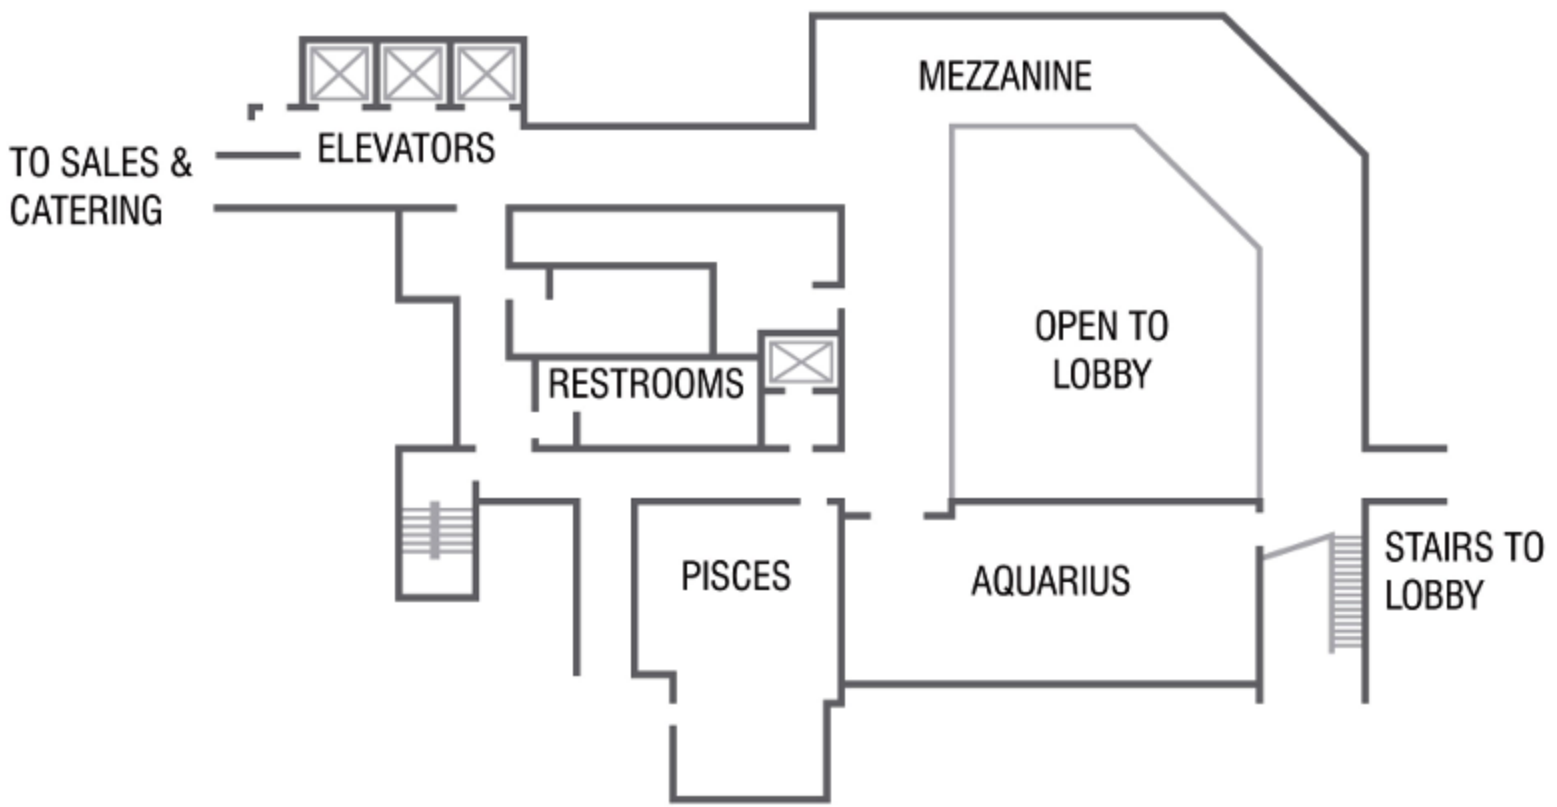 MEZZANINE
ELEVATORS
TO SALES &
CATERING
OPEN TO
LOBBY
RESTROOMS
PISCES
AQUARIUS
STAIRS TO
LOBBY